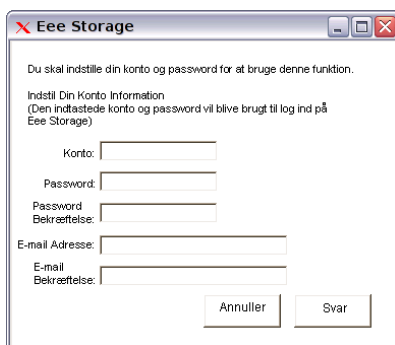 Eee Storage
Du skal indstille din konto og password for at bruge denne funktion.
Indstil Din Konto Information
(Den indtastede konto og password vil blive brugt til log ind på
Eee Storage)
Konto:
Password:
Password
Bekræftelse:
E-mail Adresse:
E-mail
Bekræftelse:
Annuller
Svar